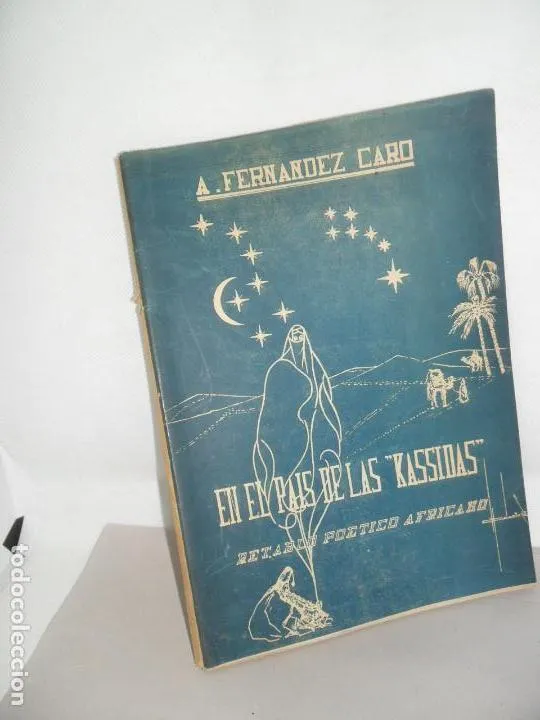 A. FERNANDEZ CARO
EN EL PAIS DE LAS "KASSIDAS"
RETABLO POETICO AFRICANO
todocoleccion